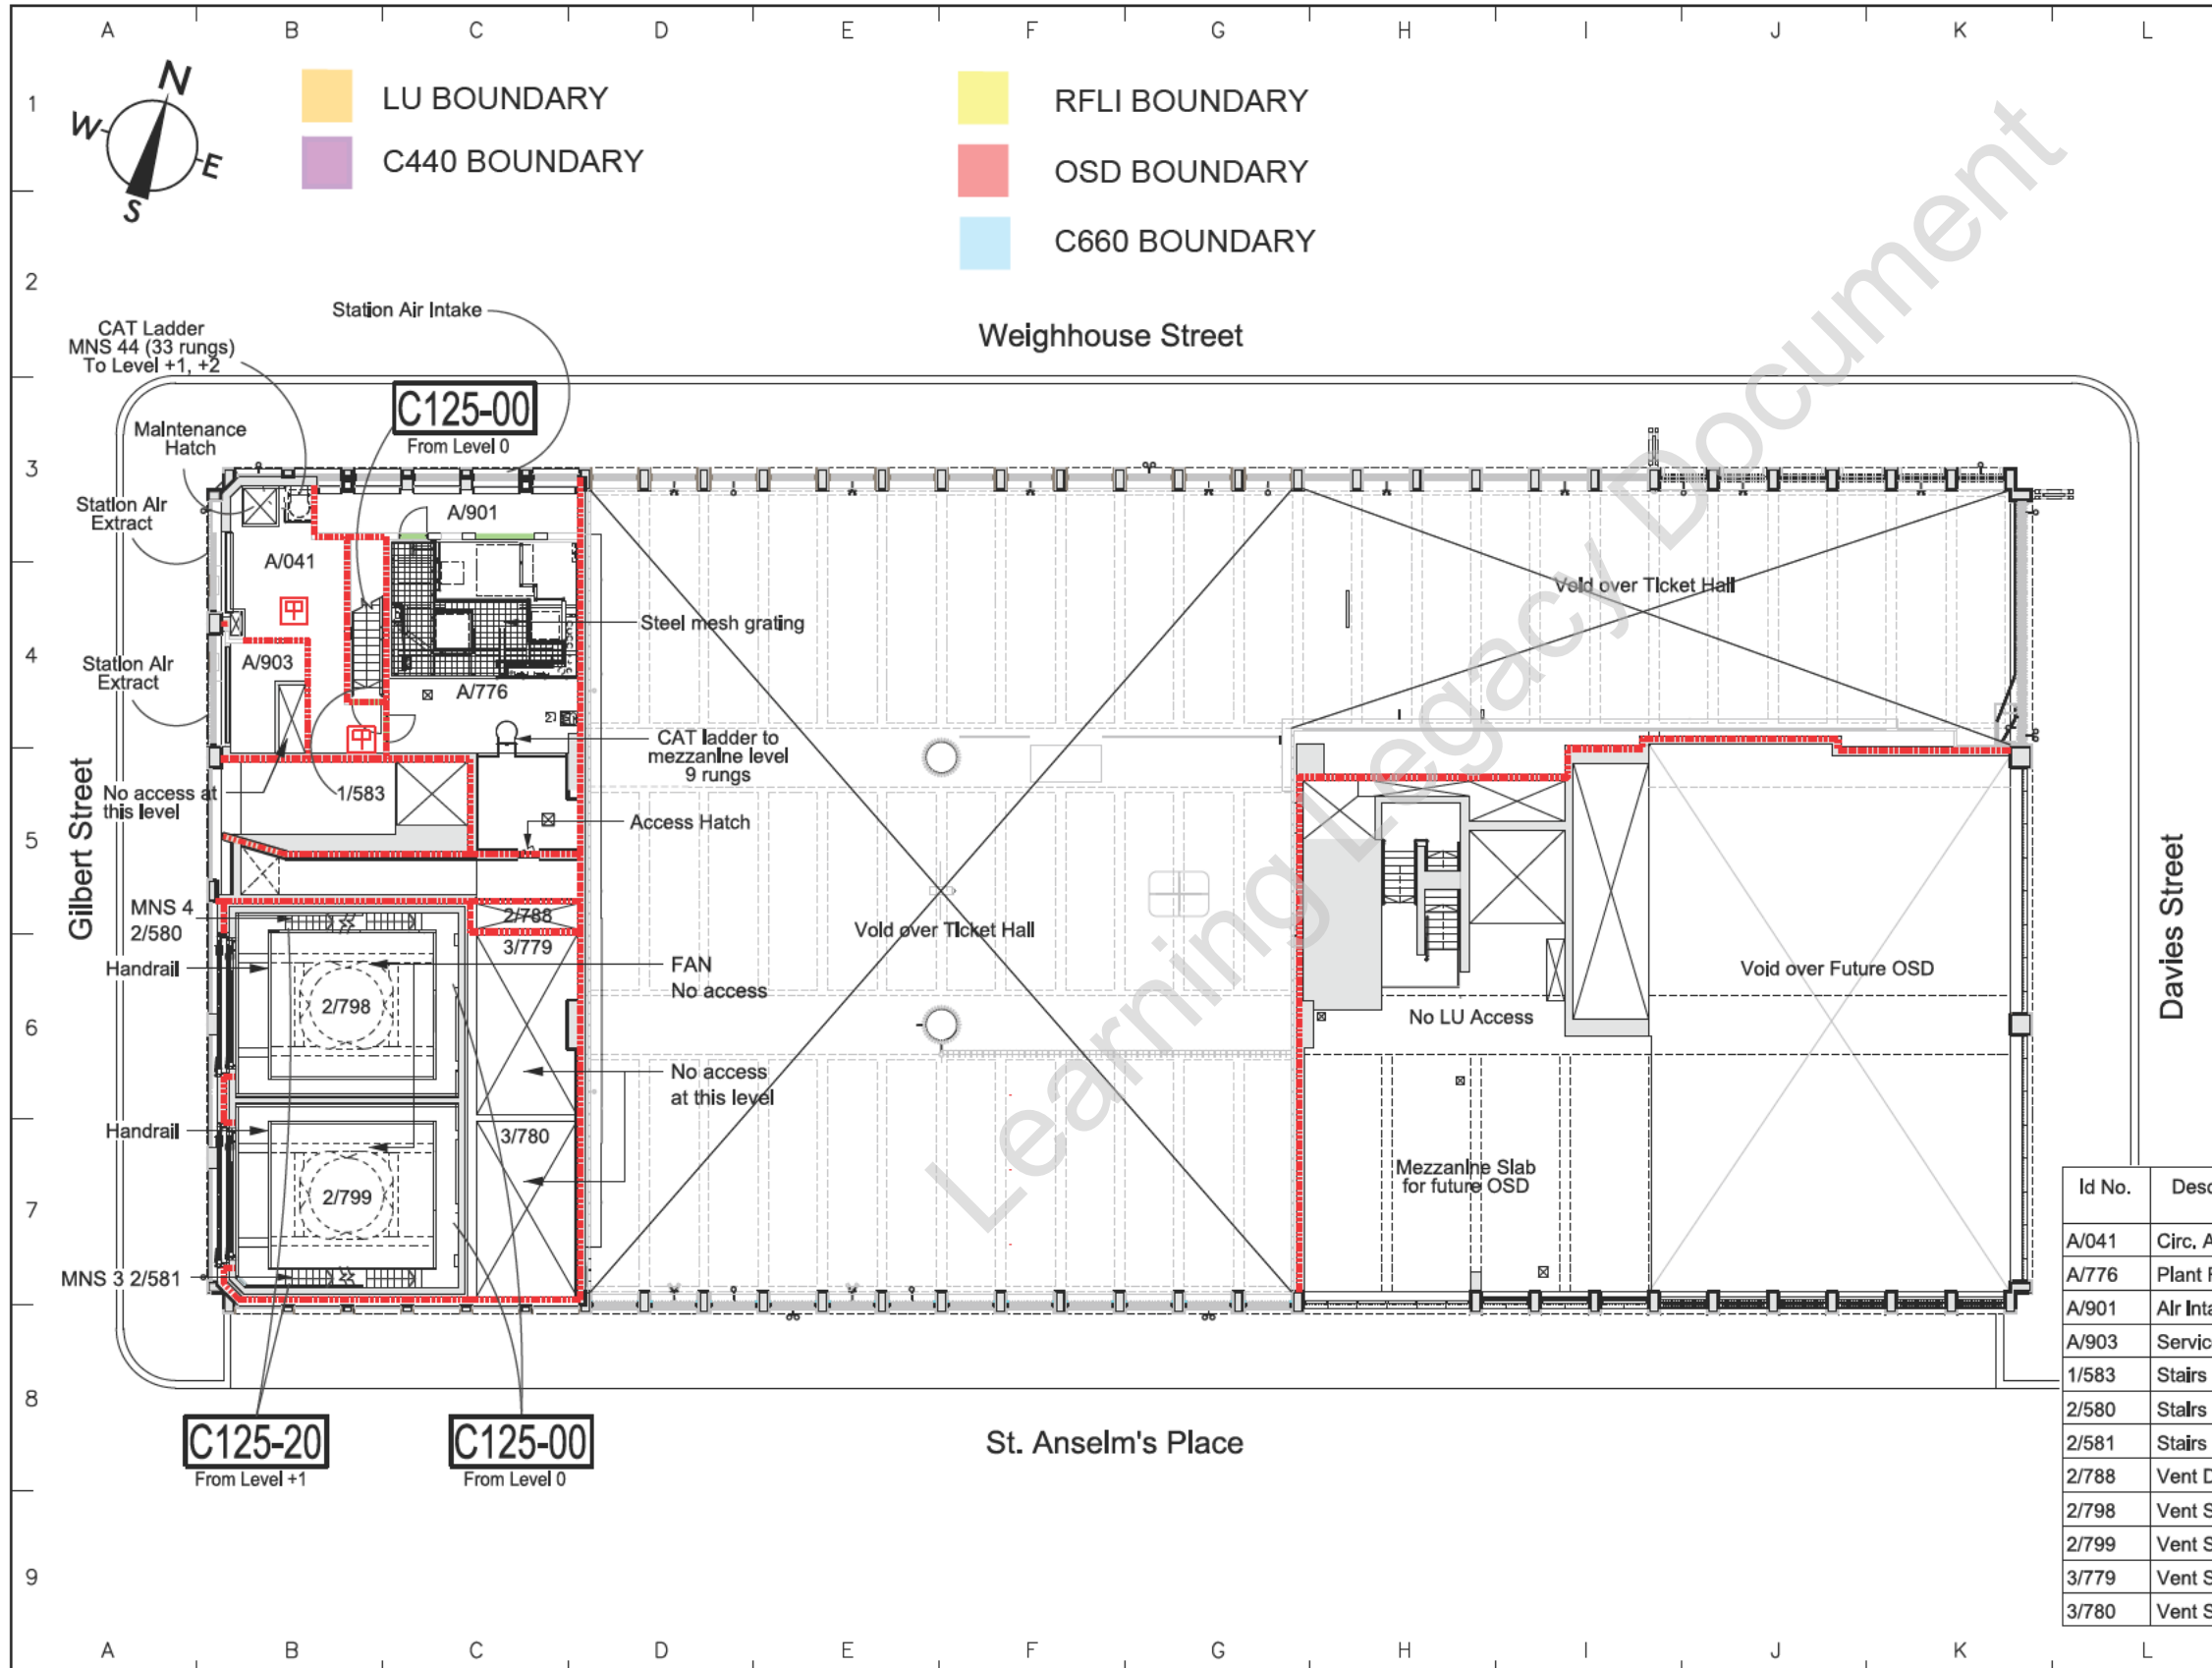 A B C D E F G H I J K L
1
2
3
4
5
6
7
8
9
N
W
E
S
LU BOUNDARY
C440 BOUNDARY
RFLI BOUNDARY
OSD BOUNDARY
C660 BOUNDARY
Learning Legacy Document
Station Air Intake
Weighhouse Street
CAT Ladder
MNS 44 (33 rungs)
To Level +1, +2
C125-00
From Level 0
Maintenance
Hatch
Station Air
Extract
A/901
A/041
Void over Ticket Hall
Steel mesh grating
A/903
Station Air
Extract
A/776
CAT ladder to
mezzanine level
9 rungs
Gilbert Street
No access at
this level
1/583
Access Hatch
Davies Street
MNS 4
2/580
2/788
3/779
Void over Ticket Hall
Handrail
FAN
No access
Void over Future OSD
2/798
No LU Access
No access
at this level
Handrail
3/780
Mezzanine Slab
for future OSD
2/799
MNS 3 2/581
C125-20
From Level +1
C125-00
From Level 0
St. Anselm's Place
Id No.
A/041 Circ.
A/776 Plant
A/901 Air
A/903
1/583 Stairs
2/580 Stairs
2/581 Stairs
2/788 Vent
2/798 Vent
2/799 Vent
3/779 Vent
3/780 Vent
A B C D E F G H I J K L